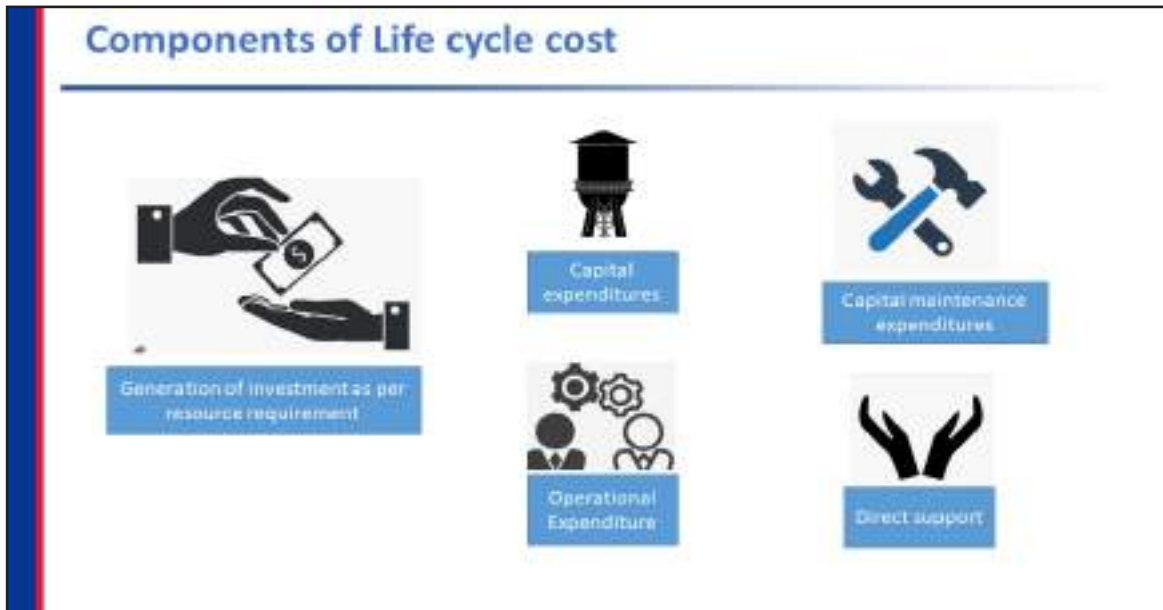 Components of Life cycle cost
Generation of investment as per
resource requirement
Capital
expenditures
Capital maintenance
expenditures
Operational
Expenditure
Direct support